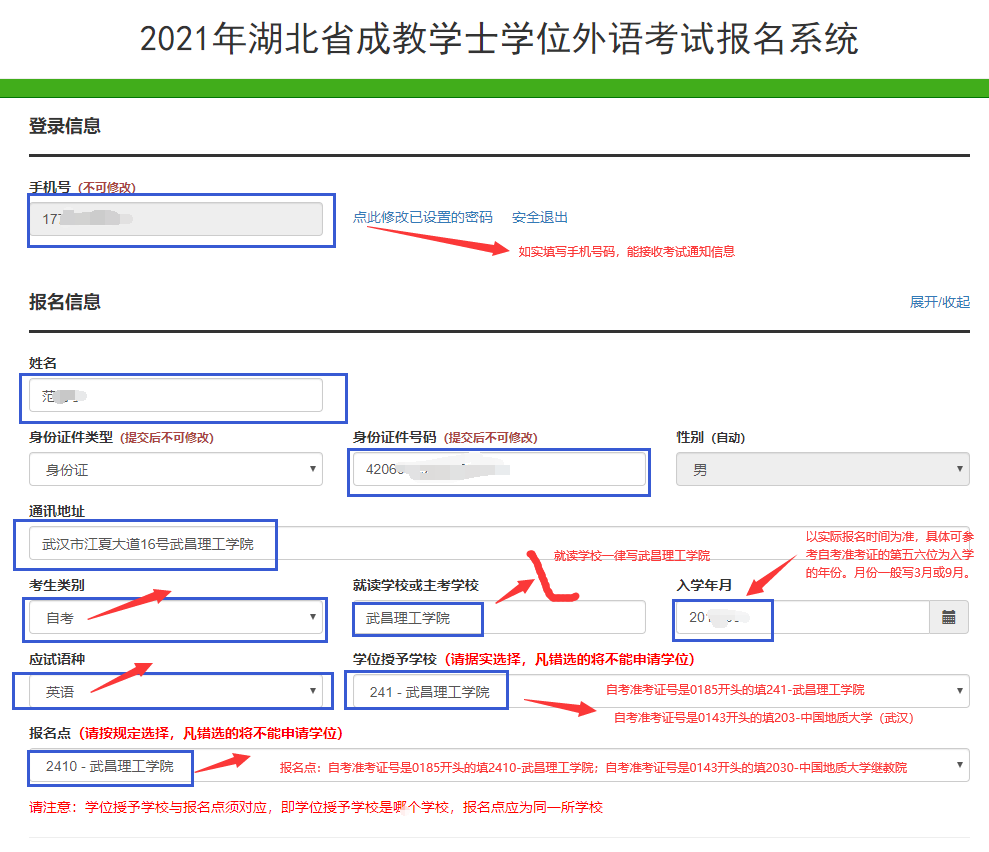 2021年湖北省成教学士学位外语考试报名系统
登录信息
手机号 (不可修改)
17
点此修改已设置的密码 安全退出
如实填写手机号码，能接收考试通知信息
报名信息
展开/收起
姓名
范
身份证件类型 (提交后不可修改)
身份证件号码 (提交后不可修改)
性别 (自动)
身份证
4206
男
通讯地址
武汉市江夏大道16号武昌理工学院
以实际报名时间为准，具体可参
考自考准考证的第五六位为入学
的年份。月份一般写3月或9月。
就读学校一律写武昌理工学院
考生类别
就读学校或主考学校
入学年月
自考
武昌理工学院
201
应试语种
学位授予学校 (请据实选择，凡错选的将不能申请学位)
英语
241 - 武昌理工学院
自考准考证号是0185开头的填241-武昌理工学院
自考准考证号是0143开头的填203-中国地质大学（武汉）
报名点 (请按规定选择，凡错选的将不能申请学位)
2410 - 武昌理工学院
报名点：自考准考证号是0185开头的填2410-武昌理工学院；自考准考证号是0143开头的填2030-中国地质大学继教院
请注意：学位授予学校与报名点须对应，即学位授予学校是哪个学校，报名点应为同一所学校